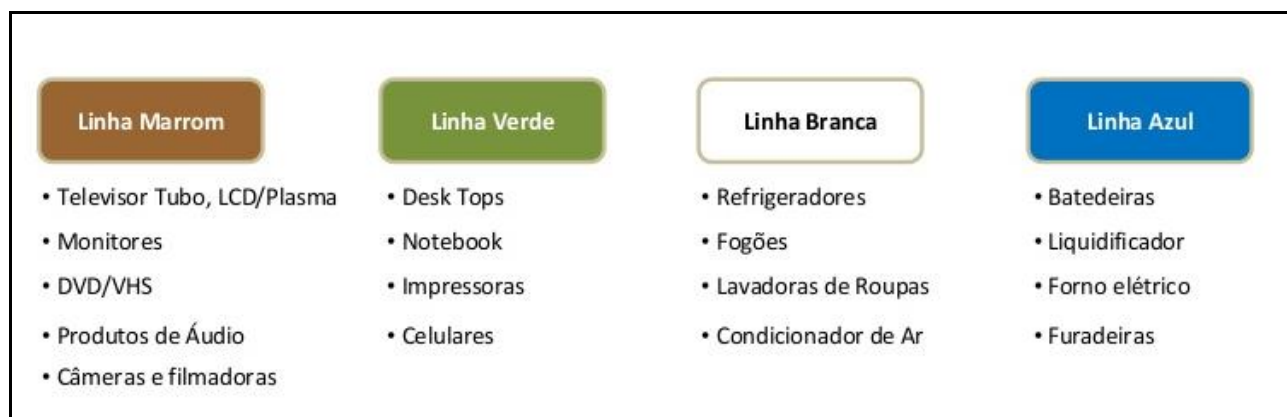 Linha Marrom
• Televisor Tubo, LCD/Plasma
• Monitores
• DVD/VHS
• Produtos de Áudio
• Câmeras e filmadoras
Linha Verde
• Desk Tops
• Notebook
• Impressoras
• Celulares
Linha Branca
• Refrigeradores
• Fogões
• Lavadoras de Roupas
• Condicionador de Ar
Linha Azul
• Batedeiras
• Liquidificador
• Forno elétrico
• Furadeiras